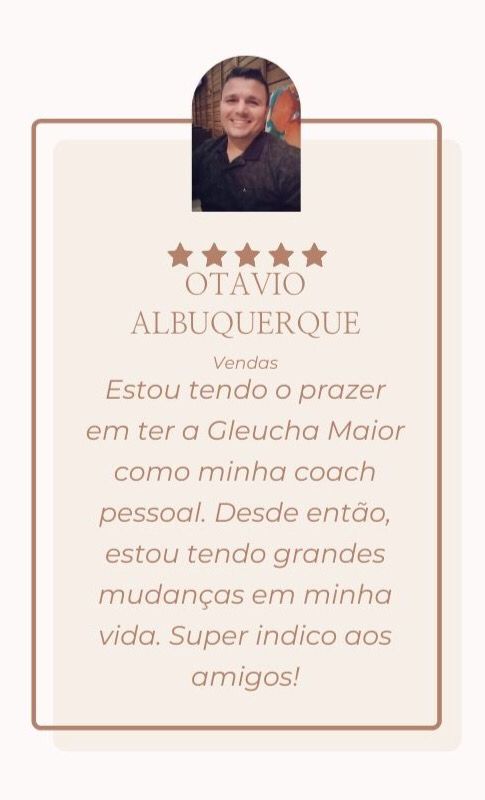 OTAVIO
ALBUQUERQUE
Vendas
Estou tendo o prazer
em ter a Gleucha Maior
como minha coach
pessoal. Desde então,
estou tendo grandes
mudanças em minha
vida. Super indico aos
amigos!